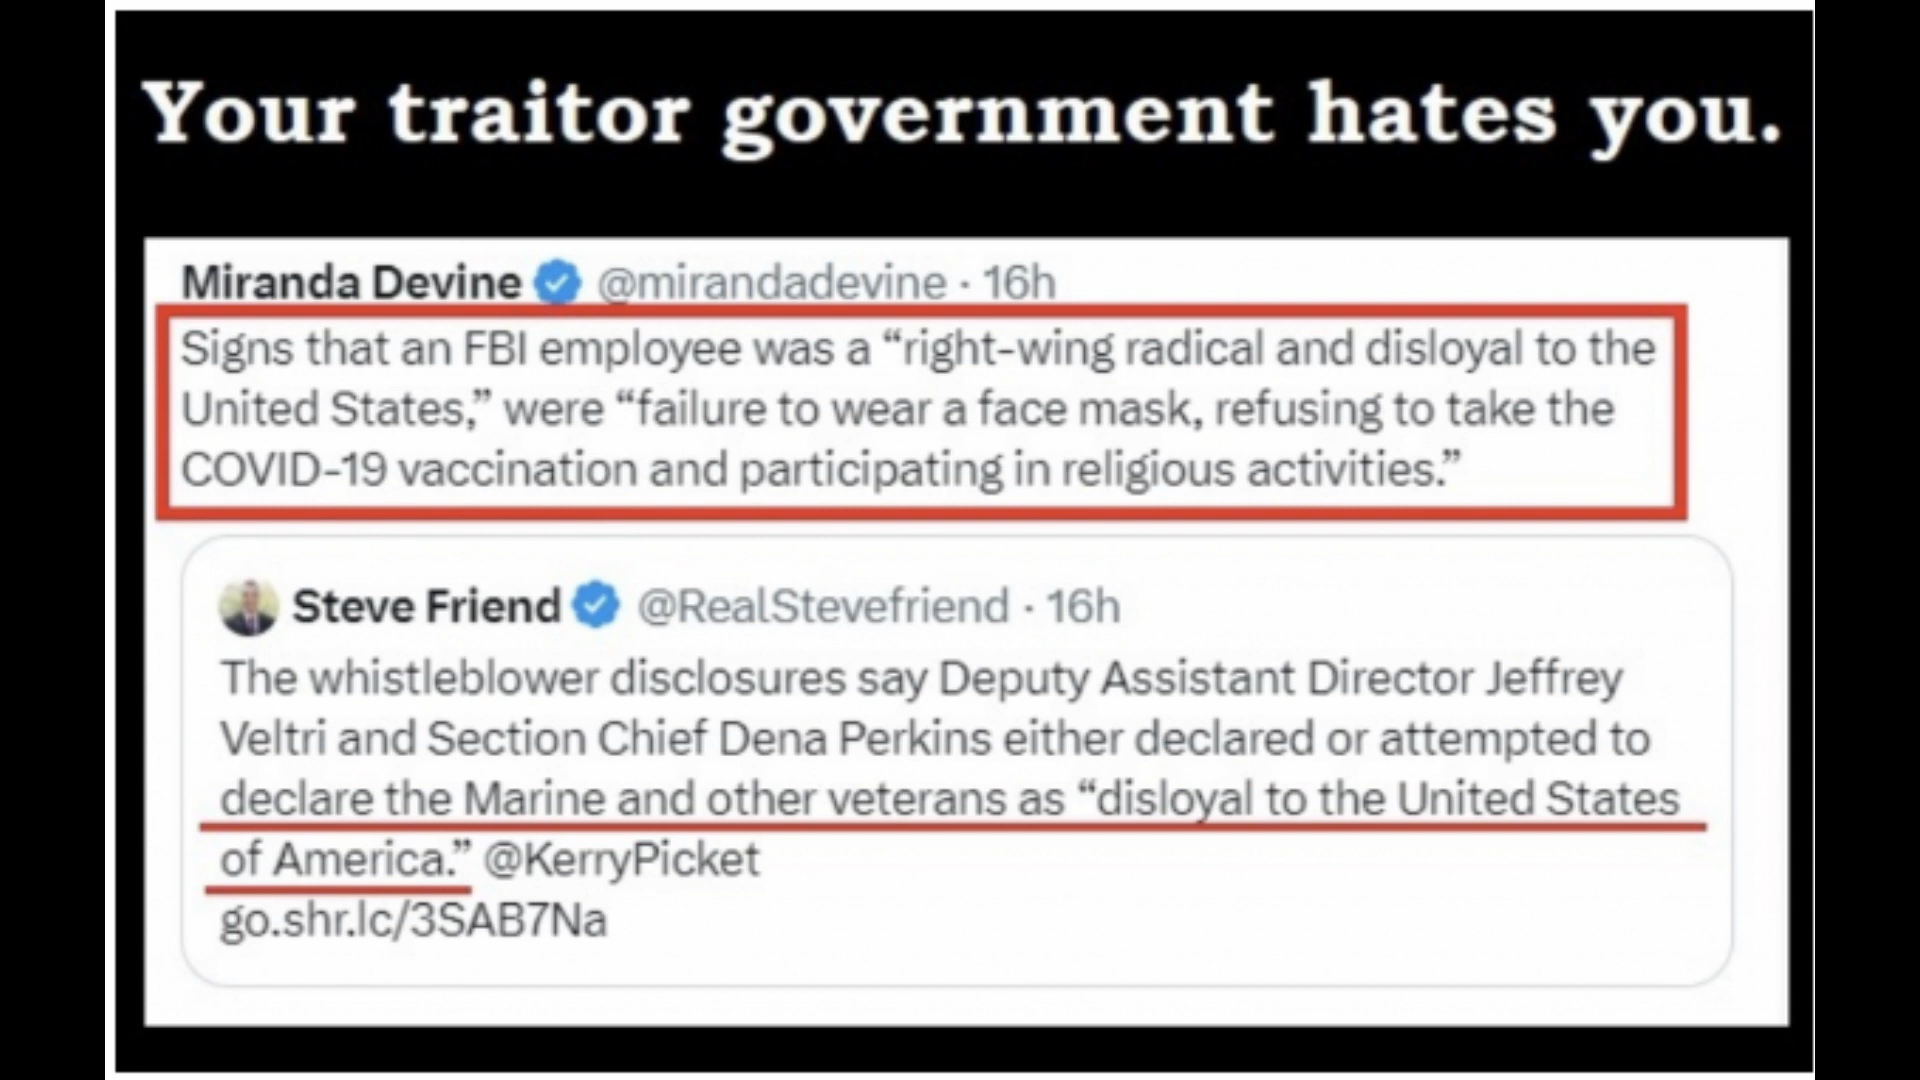 Your traitor government hates you.
Miranda Devine @mirandadevine · 16h
Signs that an FBI employee was a “right-wing radical and disloyal to the
United States,” were “failure to wear a face mask, refusing to take the
COVID-19 vaccination and participating in religious activities.”
Steve Friend @RealStevefriend · 16h
The whistleblower disclosures say Deputy Assistant Director Jeffrey
Veltri and Section Chief Dena Perkins either declared or attempted to
declare the Marine and other veterans as “disloyal to the United States
of America.” @KerryPicket
go.shr.lc/3SAB7Na